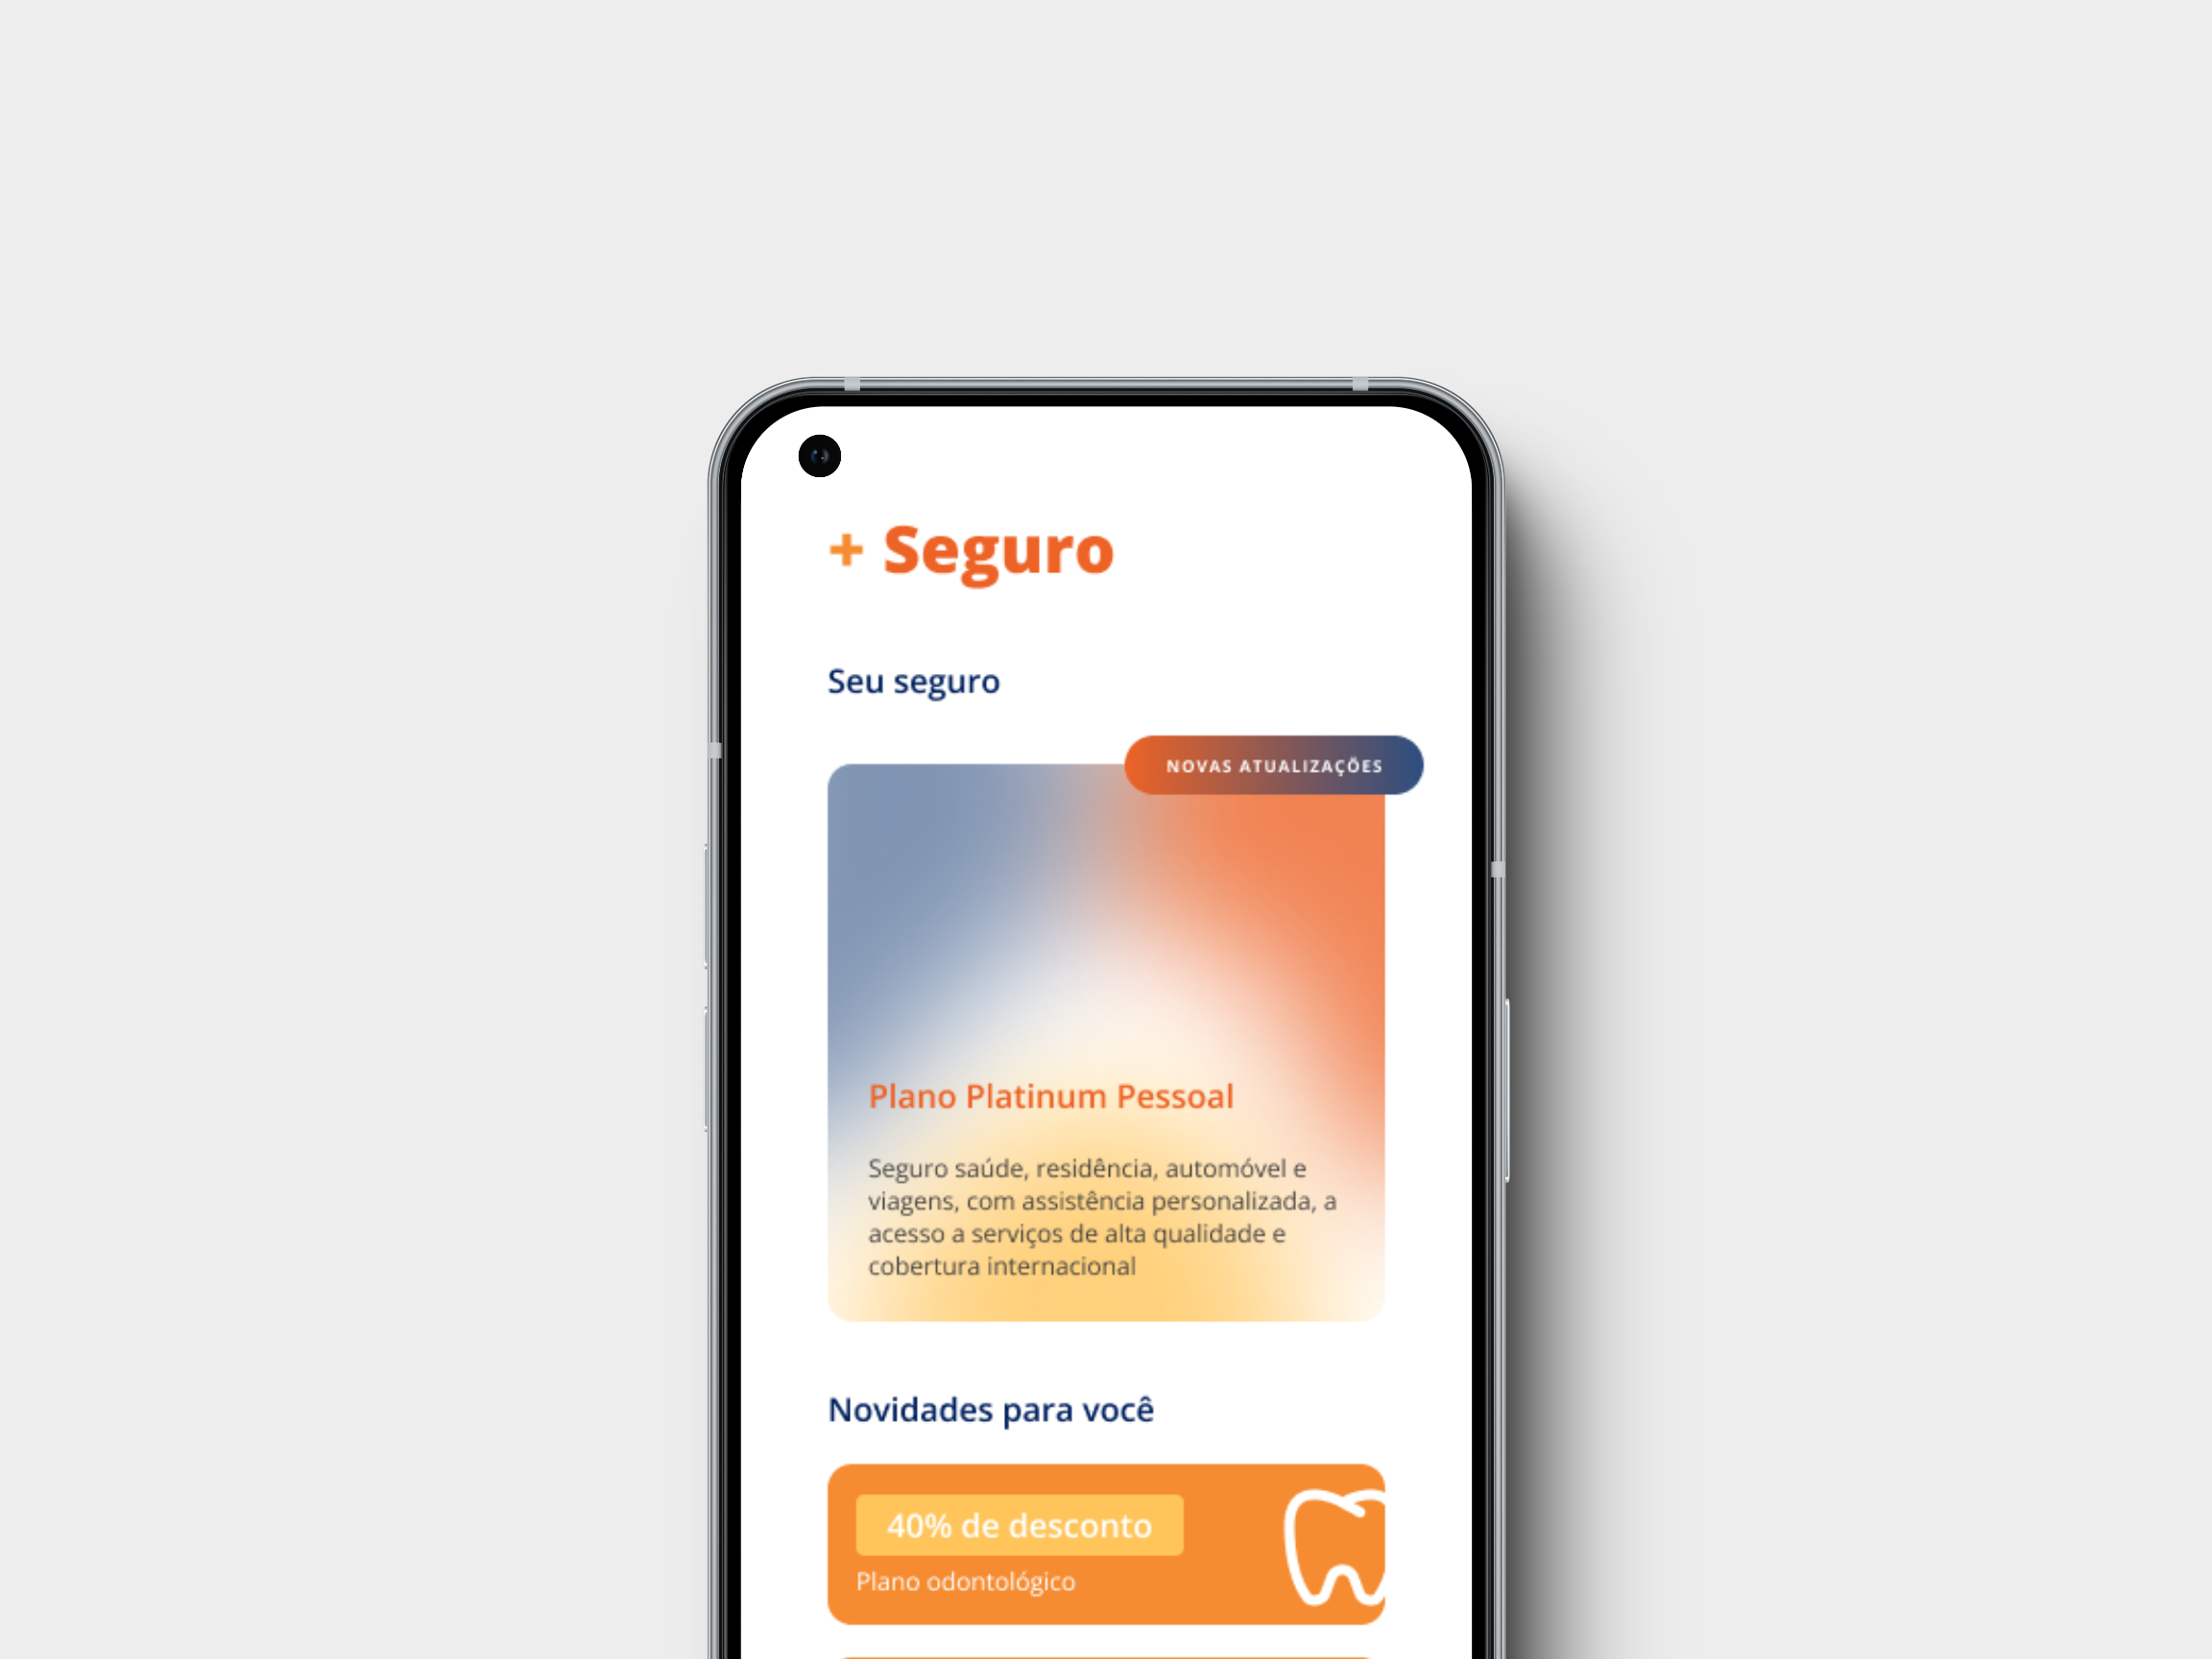 + Seguro
Seu seguro
NOVAS ATUALIZAÇÕES
Plano Platinum Pessoal
Seguro saúde, residência, automóvel e
viagens, com assistência personalizada, a
acesso a serviços de alta qualidade e
cobertura internacional
Novidades para você
40% de desconto
Plano odontológico